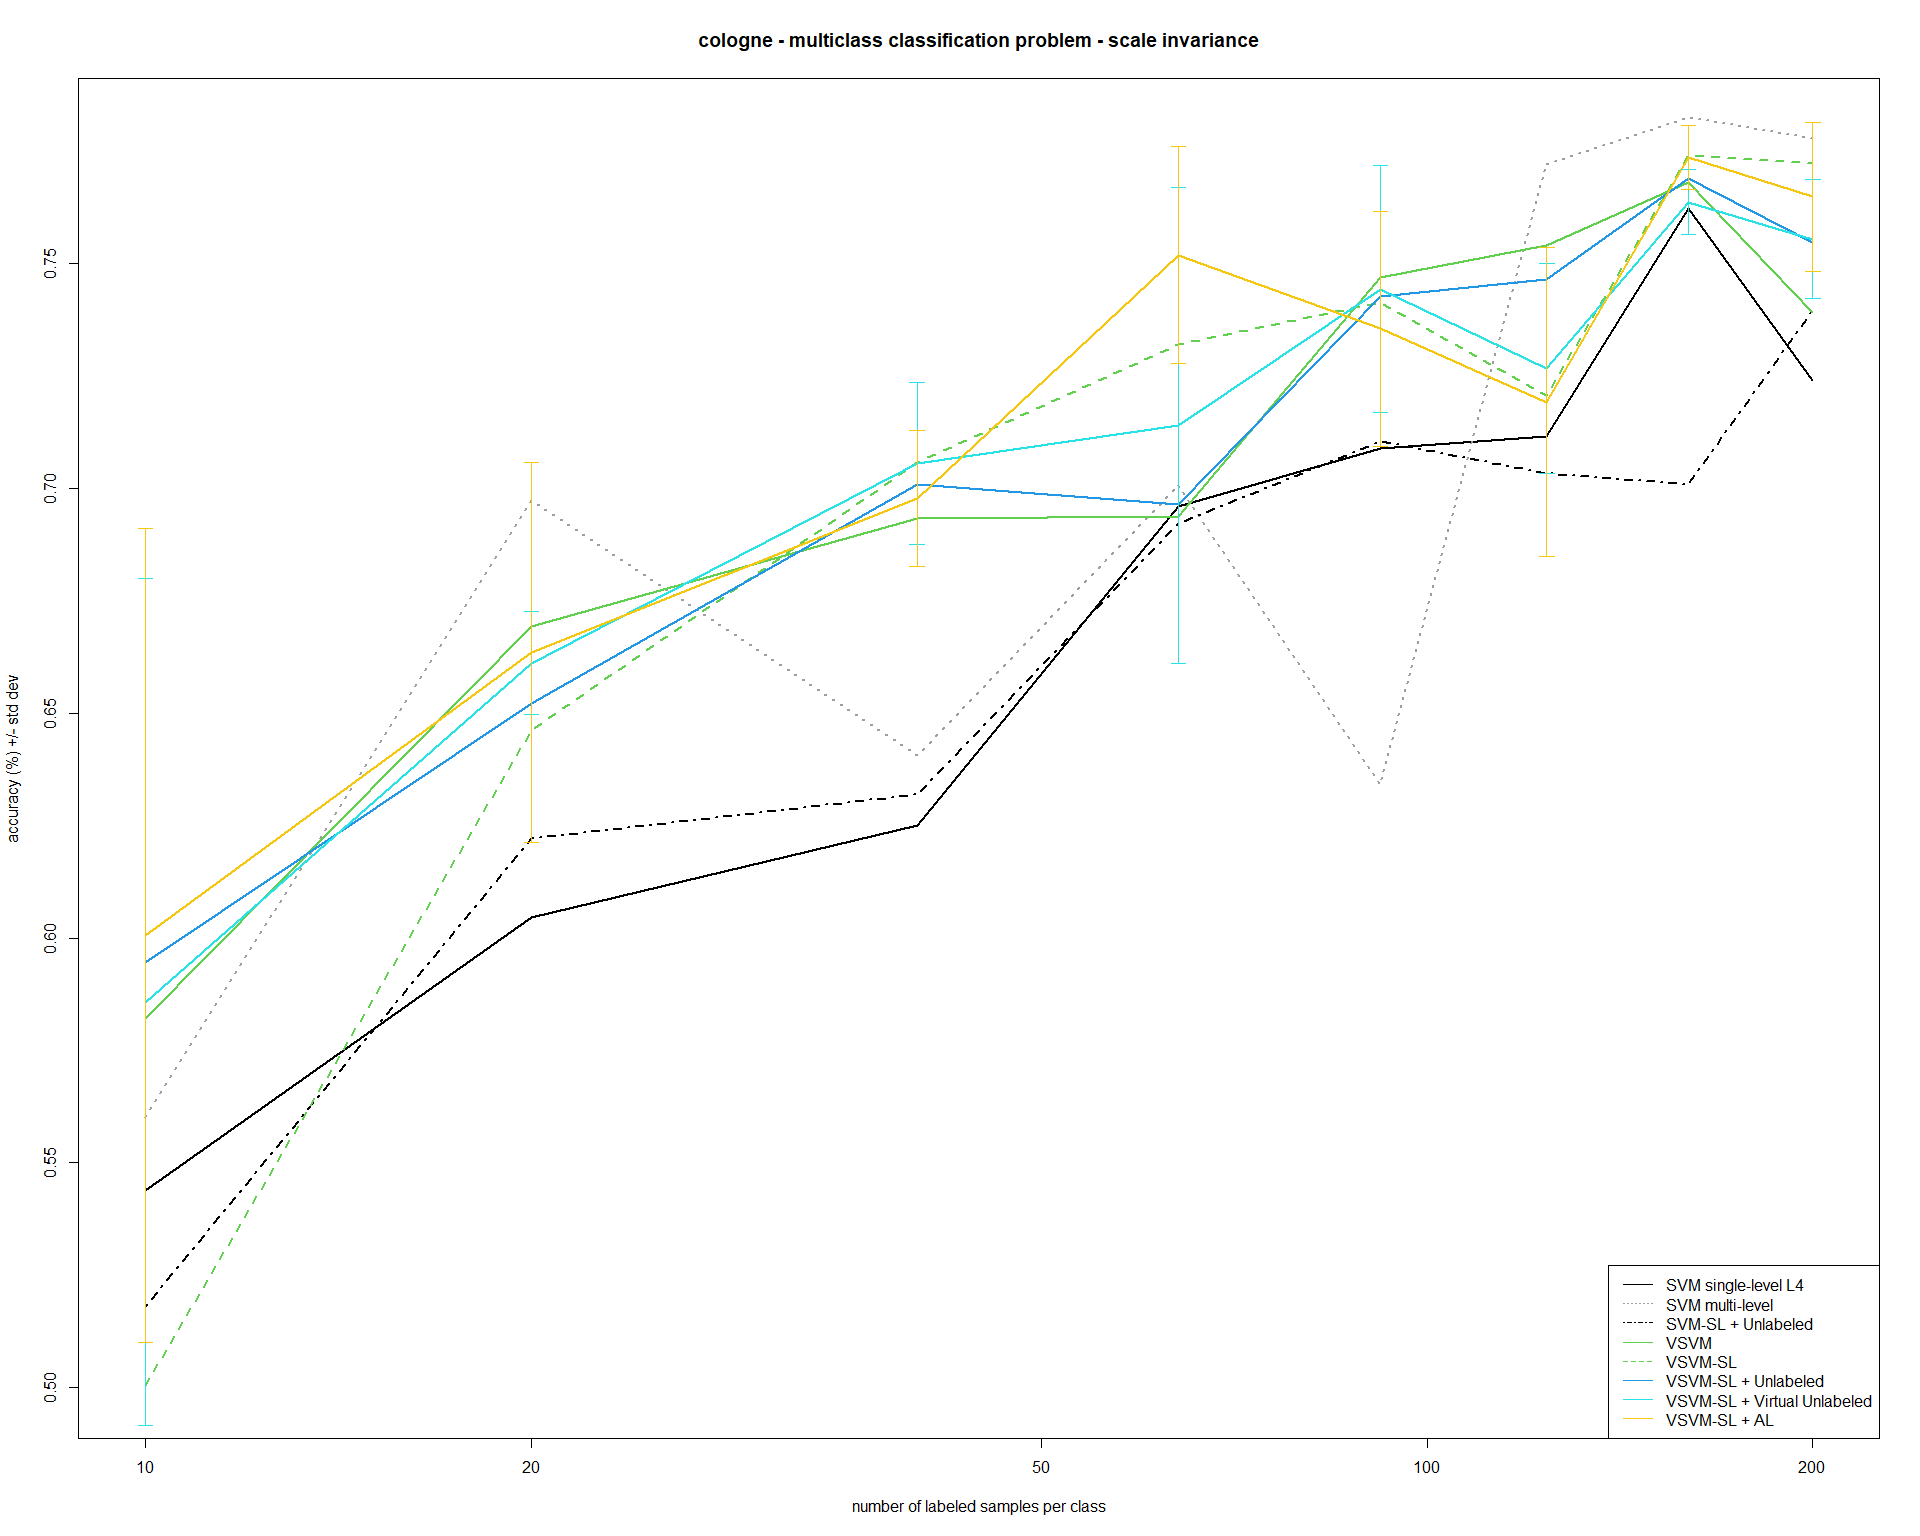 cologne - multiclass classification problem - scale invariance
accuracy (%) +/- std dev
0.75
0.70
0.65
0.60
0.55
0.50
SVM single-level L4
SVM multi-level
SVM-SL + Unlabeled
VSVM
VSVM-SL
VSVM-SL + Unlabeled
VSVM-SL + Virtual Unlabeled
VSVM-SL + AL
10 20 50 100 200
number of labeled samples per class